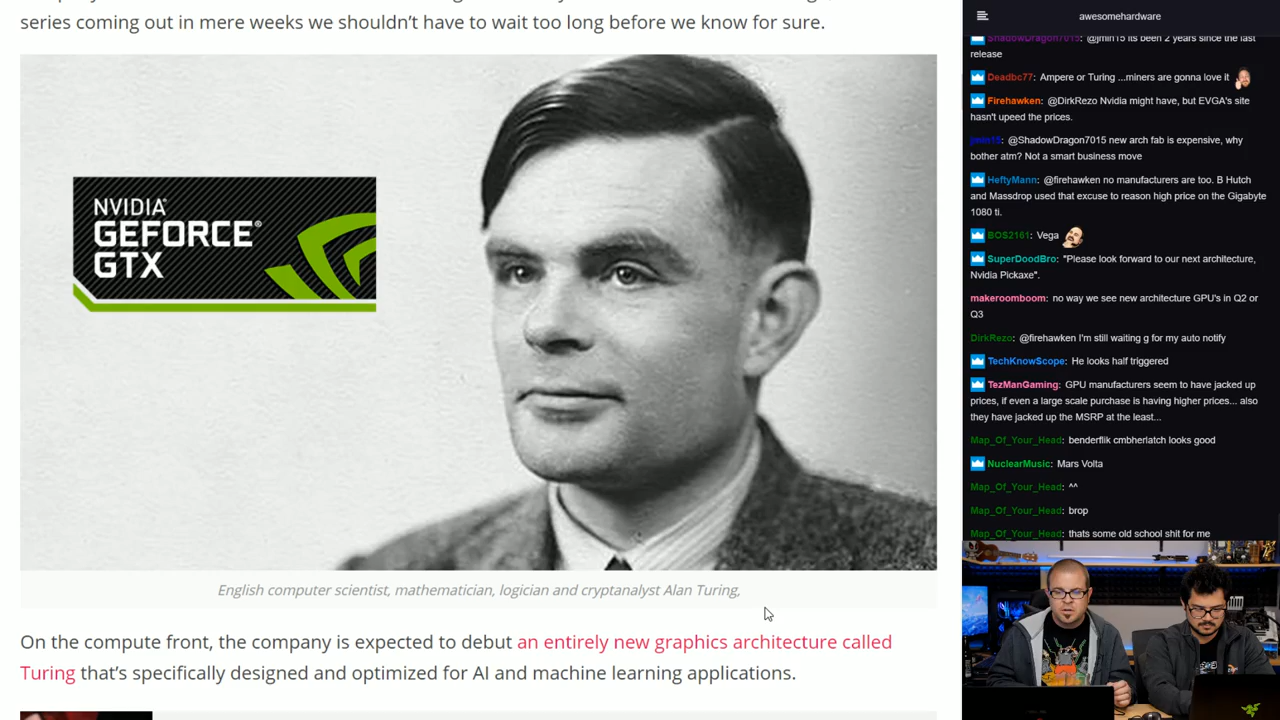 series coming out in mere weeks we shouldn't have to wait too long before we know for sure.
NVIDIA®
GEFORCE®
GTX
English computer scientist, mathematician, logician and cryptanalyst Alan Turing,
On the compute front, the company is expected to debut an entirely new graphics architecture called
Turing that's specifically designed and optimized for AI and machine learning applications.
awesomehardware
ShadowDragon7015: @jmin15 its been 2 years since the last
release
Deadbc77: Ampere or Turing ...miners are gonna love it
Firehawken: @DirkRezo Nvidia might have, but EVGA's site
hasn't upeed the prices.
jmin15: @ShadowDragon7015 new arch fab is expensive, why
bother atm? Not a smart business move
HeftyMann: @firehawken no manufacturers are too. B Hutch
and Massdrop used that excuse to reason high price on the Gigabyte
1080 ti.
BOS2161: Vega
SuperDoodBro: "Please look forward to our next architecture,
Nvidia Pickaxe".
makeroomboom: no way we see new architecture GPU's in Q2 or
Q3
DirkRezo: @firehawken I'm still waiting g for my auto notify
TechKnowScope: He looks half triggered
TezManGaming: GPU manufacturers seem to have jacked up
prices, if even a large scale purchase is having higher prices... also
they have jacked up the MSRP at the least...
Map_Of_Your_Head: benderflik cmbherlatch looks good
NuclearMusic: Mars Volta
Map_Of_Your_Head: ^^
Map_Of_Your_Head: brop
Map_Of_Your_Head: thats some old school shit for me